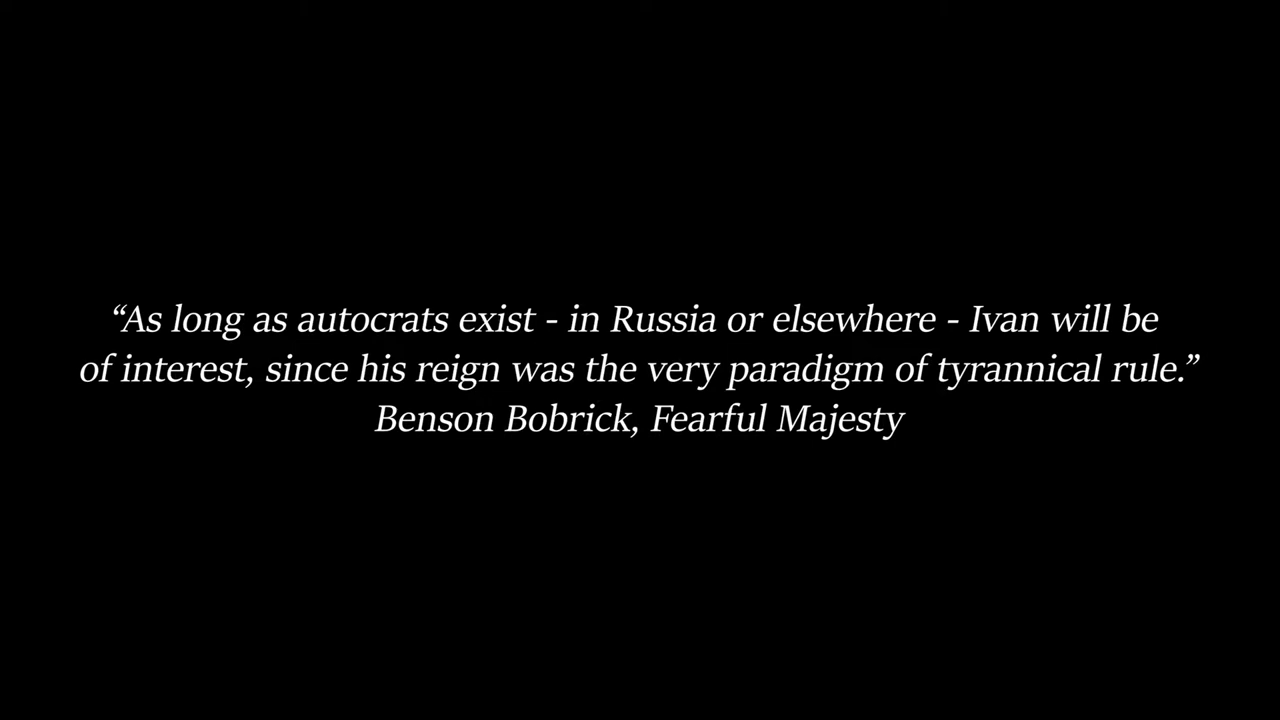 “As long as autocrats exist - in Russia or elsewhere - Ivan will be
of interest, since his reign was the very paradigm of tyrannical rule.”
Benson Bobrick, Fearful Majesty